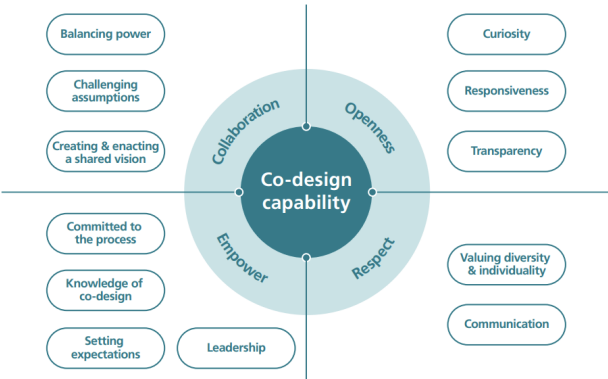 Balancing power
Challenging
assumptions
Creating & enacting
a shared vision
Collaboration
Openness
Curiosity
Responsiveness
Transparency
Co-design
capability
Empower
Respect
Committed to
the process
Knowledge of
co-design
Setting
expectations
Leadership
Valuing diversity
& individuality
Communication